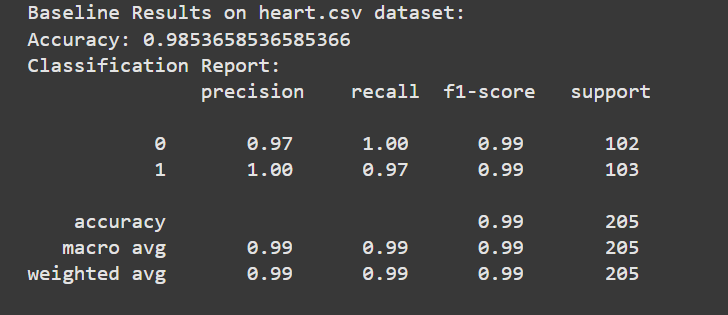 Baseline Results on heart.csv dataset:
Accuracy: 0.9853658536585366
Classification Report:
precision recall f1-score support
0 0.97 1.00 0.99 102
1 1.00 0.97 0.99 103
accuracy 0.99 205
macro avg 0.99 0.99 0.99 205
weighted avg 0.99 0.99 0.99 205